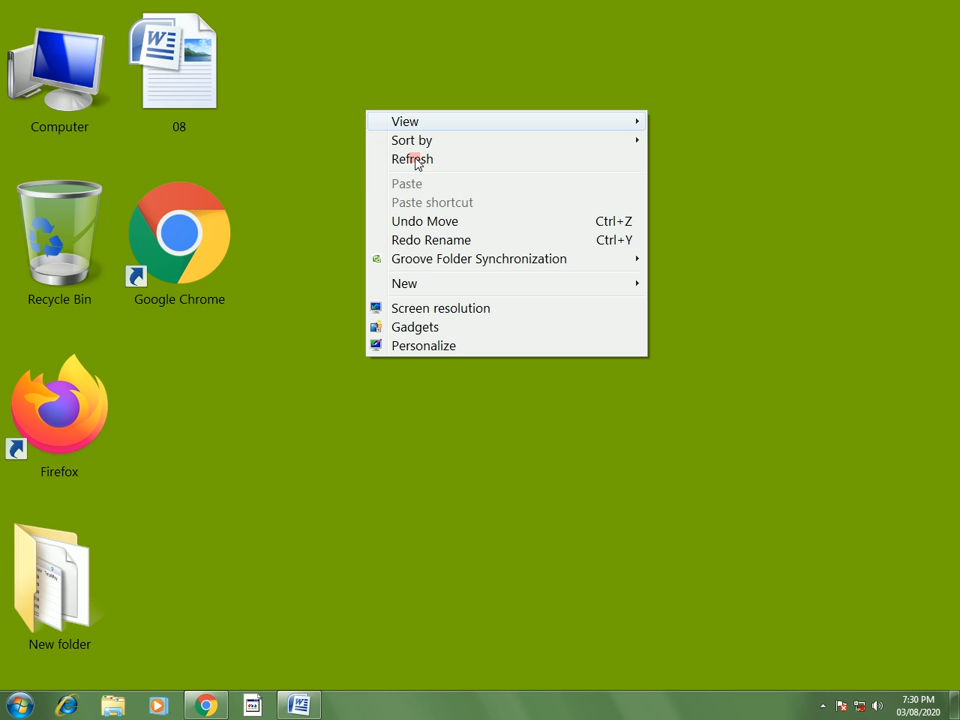 Computer
08
Recycle Bin
Google Chrome
Firefox
New folder
View
Sort by
Refresh
Paste
Paste shortcut
Undo Move Ctrl+Z
Redo Rename Ctrl+Y
Groove Folder Synchronization
New
Screen resolution
Gadgets
Personalize
7:30 PM
03/08/2020